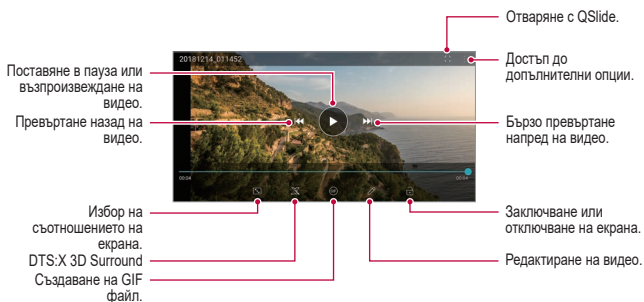 Отваряне с QSlide.
20181214_011452
Достъп до
допълнителни опции.
Поставяне в пауза или
възпроизвеждане на
видео.
Превъртане назад на
видео.
Бързо превъртане
напред на видео.
00:04
00:04
GIF
Избор на
съотношението на
екрана.
DTS:X 3D Surround
Създаване на GIF
файл.
Заключване или
отключване на екрана.
Редактиране на видео.